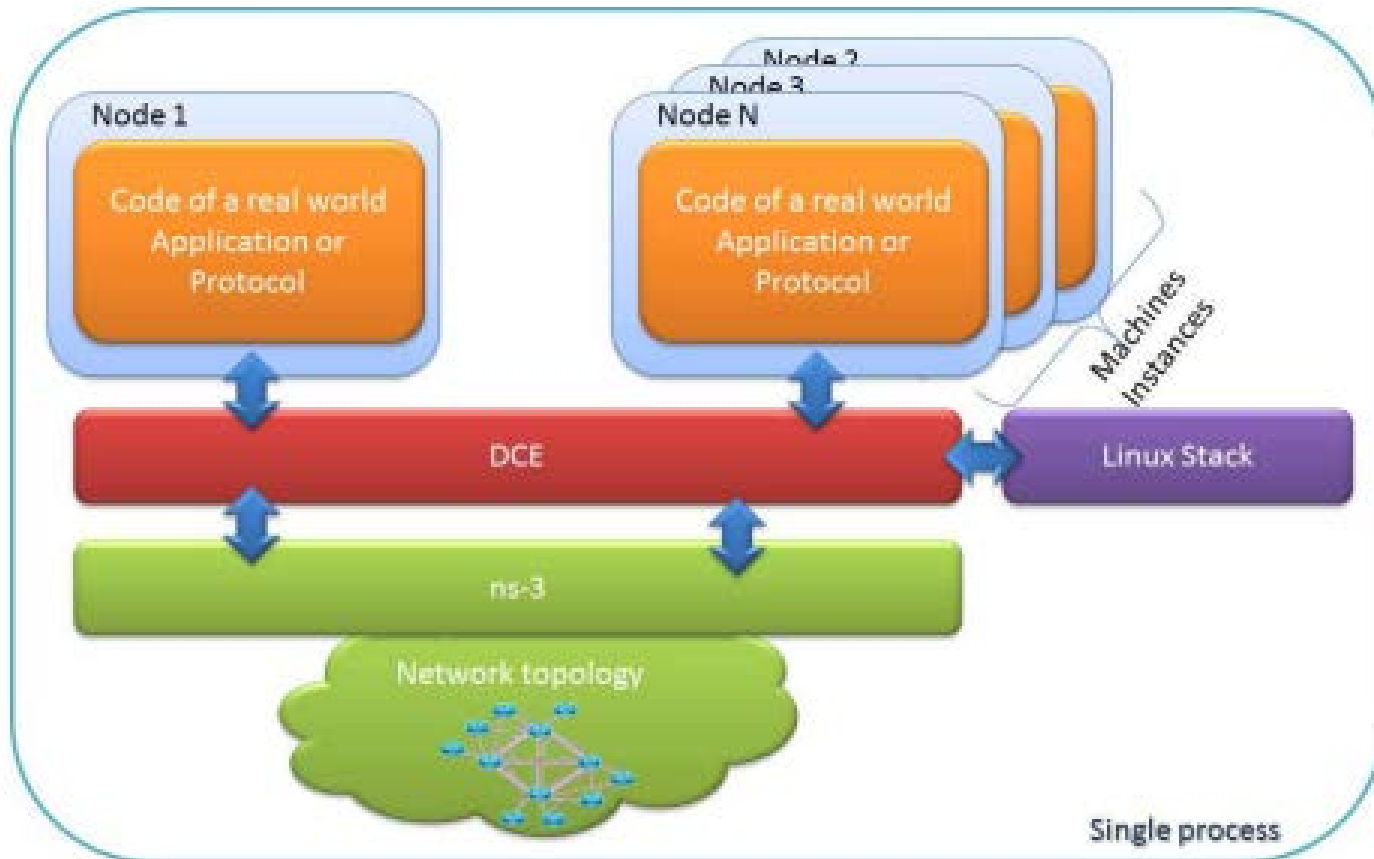 Node 2
Node 3
Node 1
Node N
Code of a real world
Application or
Protocol
Code of a real world
Application or
Protocol
Machines
Instances
DCE
Linux Stack
ns-3
Network topology
Single process